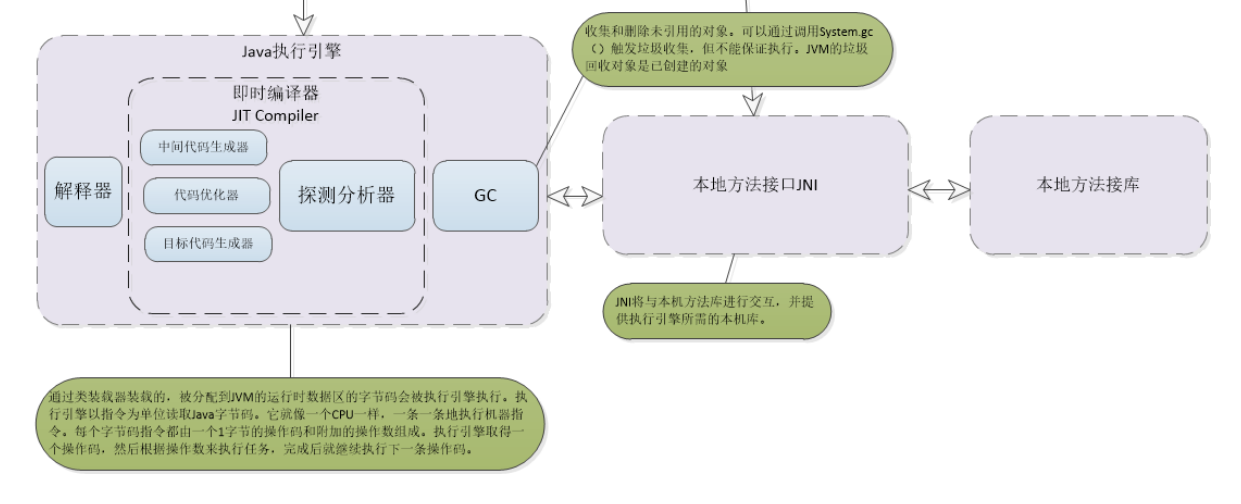 收集和删除未引用的对象。可以通过调用System.gc
（）触发垃圾收集，但不能保证执行。JVM的垃圾
回收对象是已创建的对象
Java执行引擎
即时编译器
JIT Compiler
中间代码生成器
解释器
代码优化器
探测分析器
GC
目标代码生成器
本地方法接口JNI
本地方法接库
JNI将与本机方法库进行交互，并提
供执行引擎所需的本机库。
通过类装载器装载的，被分配到JVM的运行时数据区的字节码会被执行引擎执行。执
行引擎以指令为单位读取Java字节码。它就像一个CPU一样，一条一条地执行机器指
令。每个字节码指令都由一个1字节的操作码和附加的操作数组成。执行引擎取得一
个操作码，然后根据操作数来执行任务，完成后就继续执行下一条操作码。